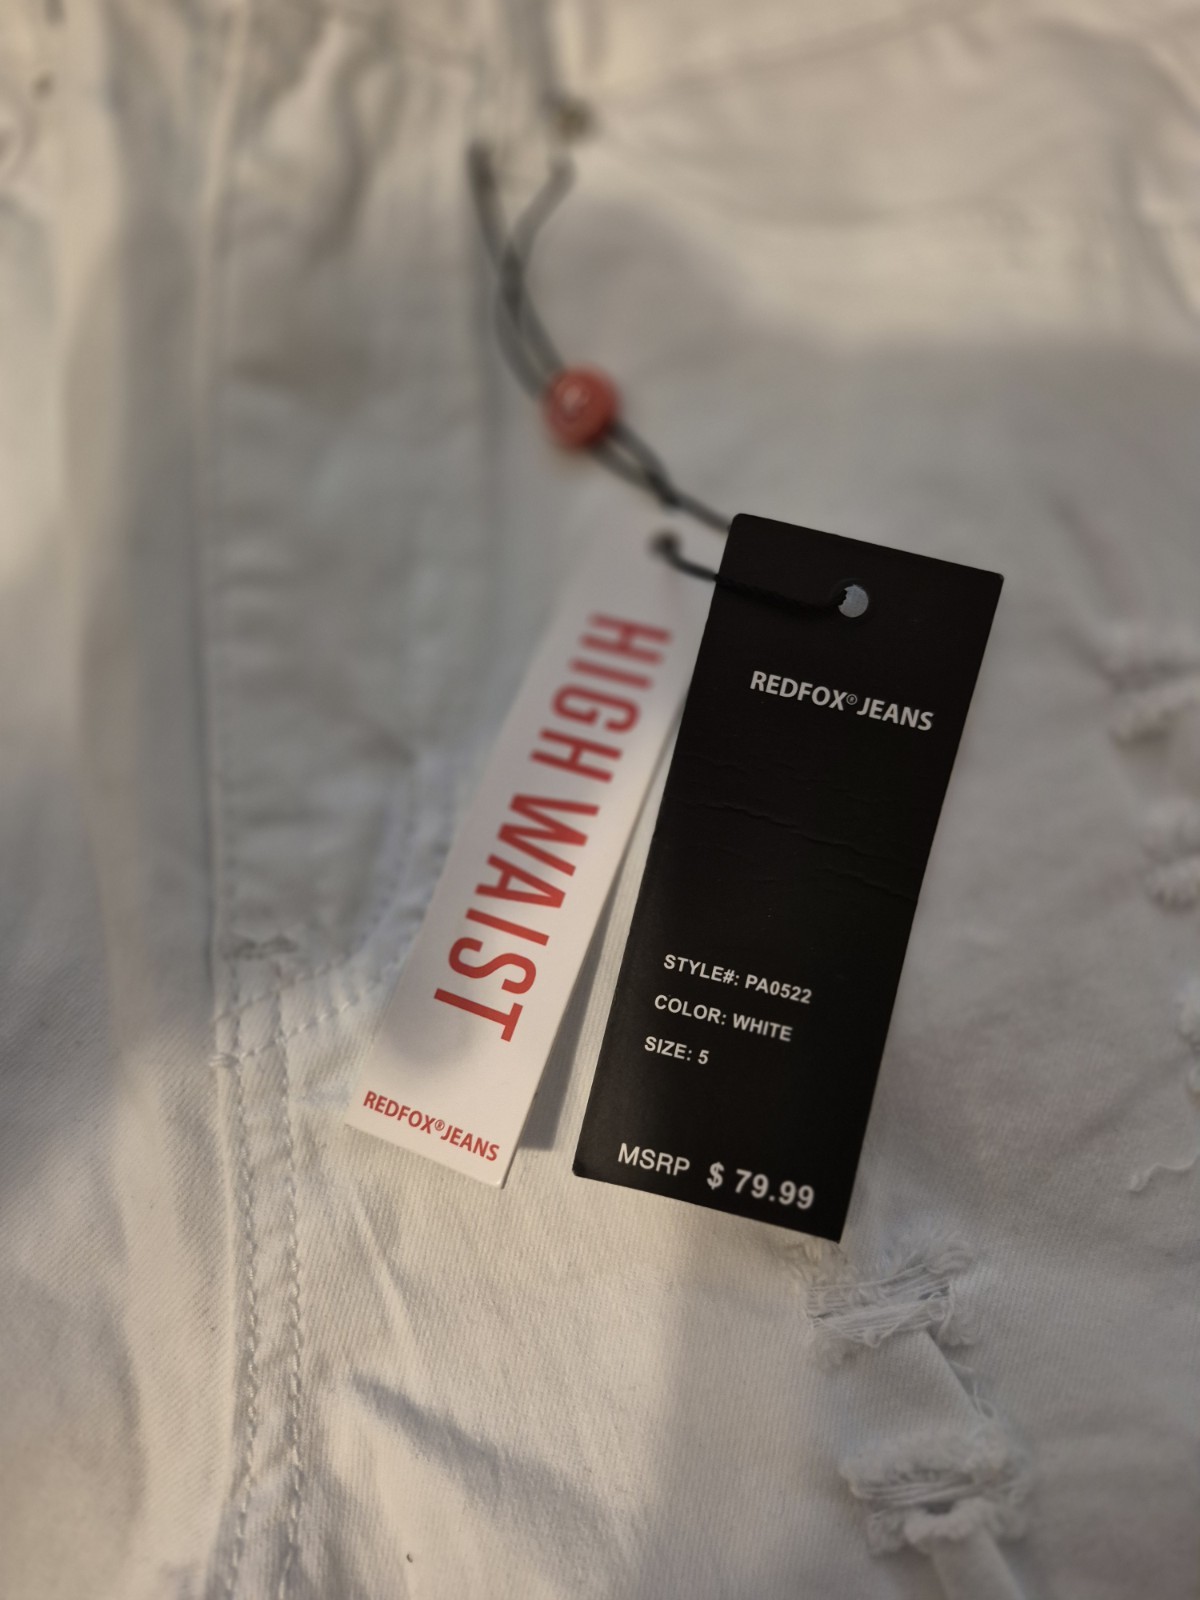 HIGH WAIST
REDFOX®JEANS
REDFOX®JEANS
STYLE#: PA0522
COLOR: WHITE
SIZE: 5
MSRP $ 79.99